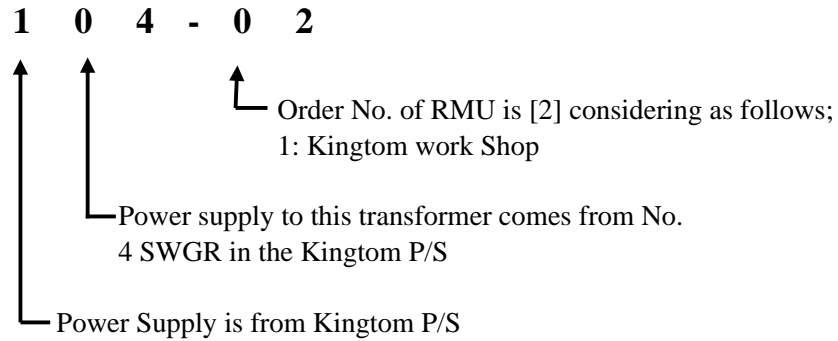 1 0 4 - 0 2
Order No. of RMU is [2] considering as follows;
1: Kingtom work Shop
Power supply to this transformer comes from No.
4 SWGR in the Kingtom P/S
Power Supply is from Kingtom P/S